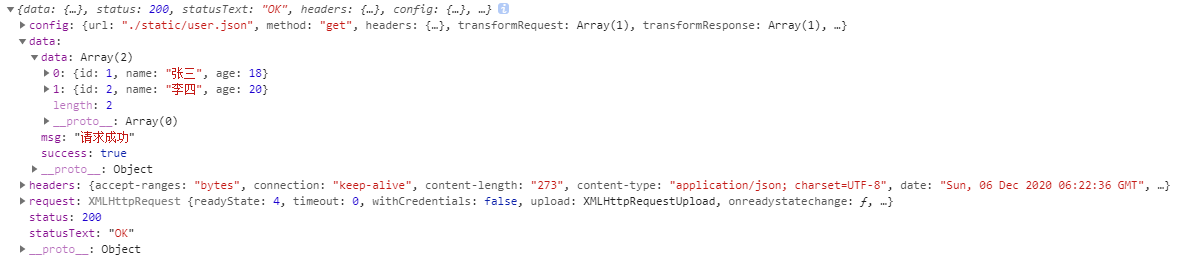 {data: {…}, status: 200, statusText: "OK", headers: {…}, config: {…}, …} i
config: {url: "./static/user.json", method: "get", headers: {…}, transformRequest: Array(1), transformResponse: Array(1), …}
data:
data: Array(2)
0: {id: 1, name: "张三", age: 18}
1: {id: 2, name: "李四", age: 20}
length: 2
__proto__: Array(0)
msg: "请求成功"
success: true
__proto__: Object
headers: {accept-ranges: "bytes", connection: "keep-alive", content-length: "273", content-type: "application/json; charset=UTF-8", date: "Sun, 06 Dec 2020 06:22:36 GMT", …}
request: XMLHttpRequest {readyState: 4, timeout: 0, withCredentials: false, upload: XMLHttpRequestUpload, onreadystatechange: ƒ, …}
status: 200
statusText: "OK"
__proto__: Object